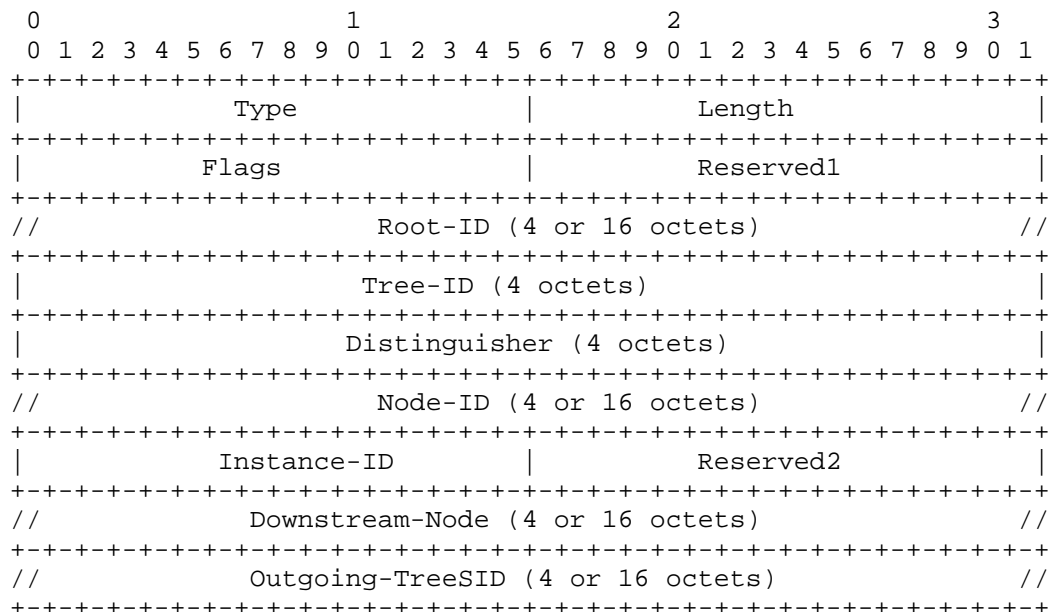 0                   1                   2                   3
 0 1 2 3 4 5 6 7 8 9 0 1 2 3 4 5 6 7 8 9 0 1 2 3 4 5 6 7 8 9 0 1
+-+-+-+-+-+-+-+-+-+-+-+-+-+-+-+-+-+-+-+-+-+-+-+-+-+-+-+-+-+-+-+-+
|             Type              |          Length               |
+-+-+-+-+-+-+-+-+-+-+-+-+-+-+-+-+-+-+-+-+-+-+-+-+-+-+-+-+-+-+-+-+
|           Flags               |          Reserved1            |
+-+-+-+-+-+-+-+-+-+-+-+-+-+-+-+-+-+-+-+-+-+-+-+-+-+-+-+-+-+-+-+-+
//                     Root-ID (4 or 16 octets)                //
+-+-+-+-+-+-+-+-+-+-+-+-+-+-+-+-+-+-+-+-+-+-+-+-+-+-+-+-+-+-+-+-+
|                     Tree-ID (4 octets)                        |
+-+-+-+-+-+-+-+-+-+-+-+-+-+-+-+-+-+-+-+-+-+-+-+-+-+-+-+-+-+-+-+-+
|                    Distinguisher (4 octets)                   |
+-+-+-+-+-+-+-+-+-+-+-+-+-+-+-+-+-+-+-+-+-+-+-+-+-+-+-+-+-+-+-+-+
//                     Node-ID (4 or 16 octets)                //
+-+-+-+-+-+-+-+-+-+-+-+-+-+-+-+-+-+-+-+-+-+-+-+-+-+-+-+-+-+-+-+-+
|            Instance-ID        |          Reserved2            |
+-+-+-+-+-+-+-+-+-+-+-+-+-+-+-+-+-+-+-+-+-+-+-+-+-+-+-+-+-+-+-+-+
//             Downstream-Node (4 or 16 octets)                //
+-+-+-+-+-+-+-+-+-+-+-+-+-+-+-+-+-+-+-+-+-+-+-+-+-+-+-+-+-+-+-+-+
//             Outgoing-TreeSID (4 or 16 octets)               //
+-+-+-+-+-+-+-+-+-+-+-+-+-+-+-+-+-+-+-+-+-+-+-+-+-+-+-+-+-+-+-+-+